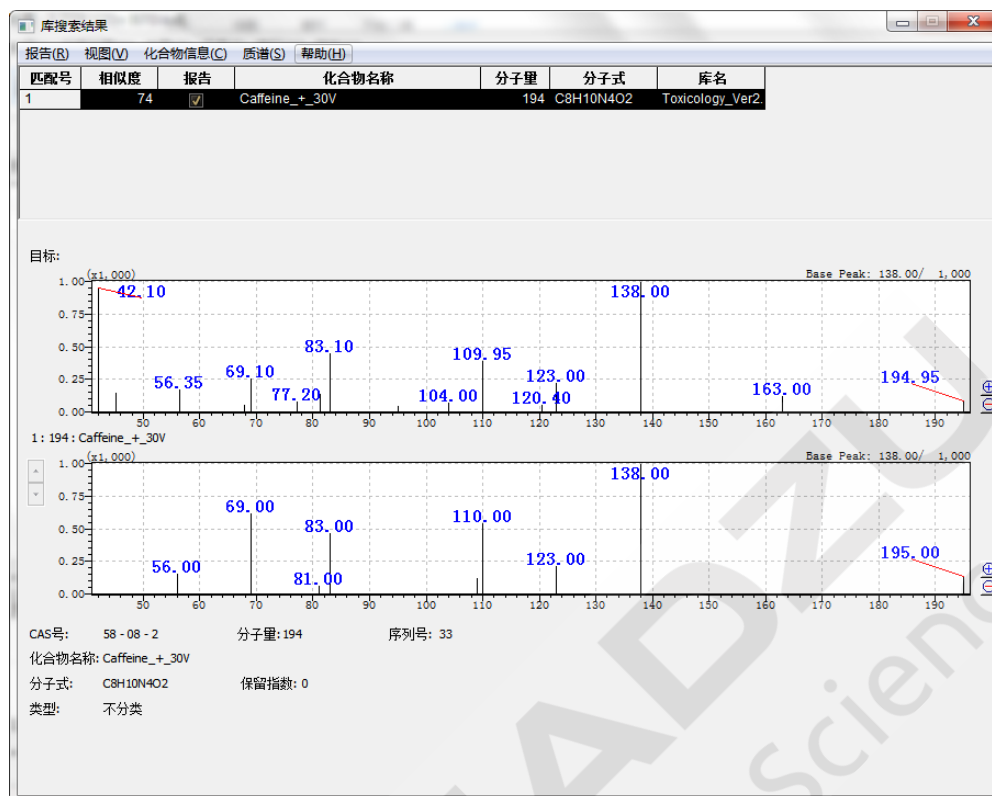 库搜索结果
报告(R) 视图(V) 化合物信息(C) 质谱(S) 帮助(H)
匹配号 相似度 报告 化合物名称 分子量 分子式 库名
1 74 Caffeine_+_30V 194 C8H10N4O2 Toxicology_Ver2.
目标:
(x1,000) Base Peak: 138.00/ 1,000
1.00 42.10 138.00
0.75
0.50 83.10 109.95
0.25 56.35 69.10 77.20 104.00 120.40 123.00 163.00 194.95
0.00
50 60 70 80 90 100 110 120 130 140 150 160 170 180 190
1 : 194 : Caffeine_+_30V
(x1,000) Base Peak: 138.00/ 1,000
1.00 138.00
0.75 69.00
0.50 83.00 110.00
0.25 56.00 81.00 123.00 195.00
0.00
50 60 70 80 90 100 110 120 130 140 150 160 170 180 190
CAS号: 58 - 08 - 2 分子量:194 序列号: 33
化合物名称: Caffeine_+_30V
分子式: C8H10N4O2 保留指数: 0
类型: 不分类
ADZU
Scienc